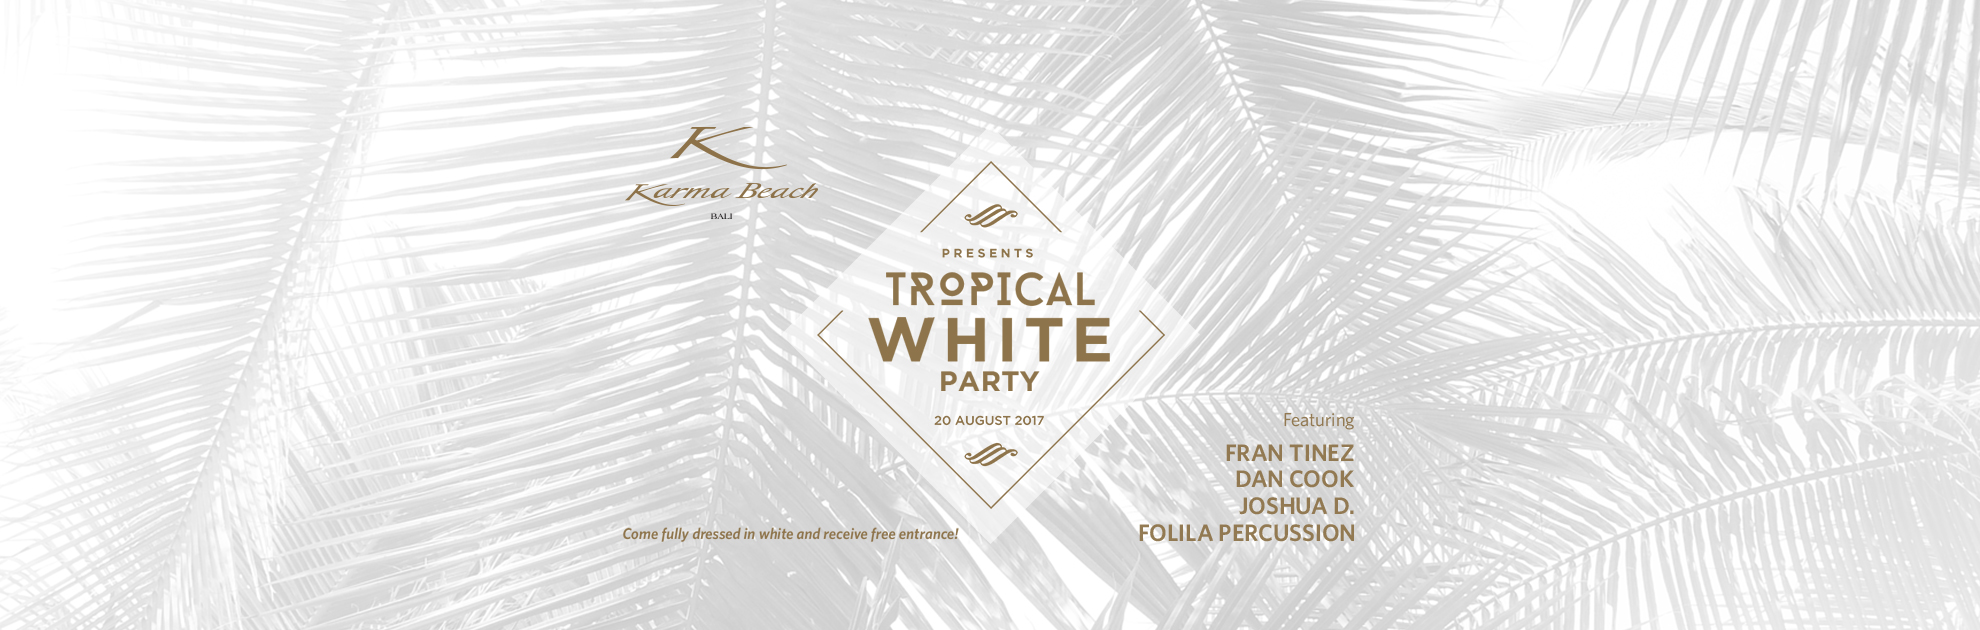 Karma Beach
BALI
PRESENTS
TROPICAL
WHITE
PARTY
20 AUGUST 2017
Featuring
FRAN TINEZ
DAN COOK
JOSHUA D.
FOLILA PERCUSSION
Come fully dressed in white and receive free entrance!